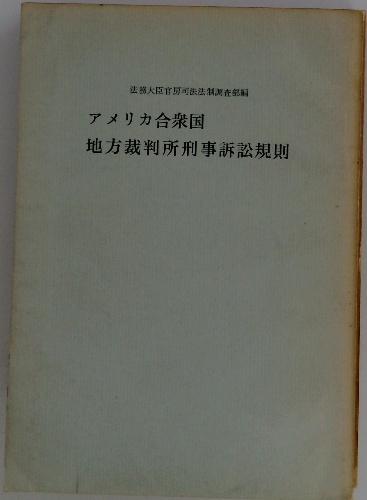 法務大臣官房司法法制調査部編
アメリカ合衆国
地方裁判所刑事訴訟規則